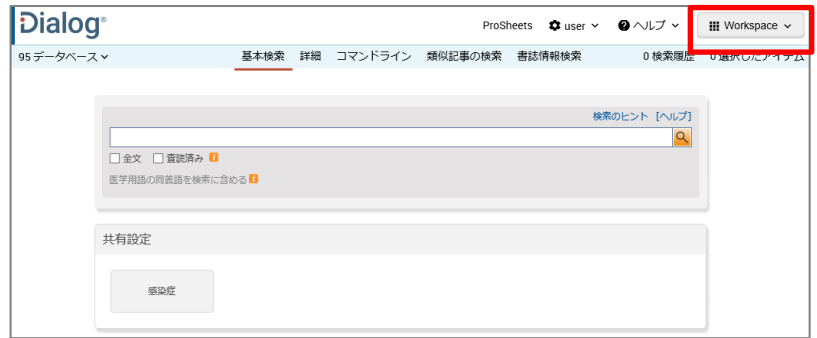 Dialog®
ProSheets user ヘルプ Workspace
95 データベース 基本検索 詳細 コマンドライン 類似記事の検索 書誌情報検索 0 検索履歴 0 選択したアイテム
検索のヒント [ヘルプ]
全文 査読済み i
医学用語の同義語を検索に含める i
共有設定
感染症